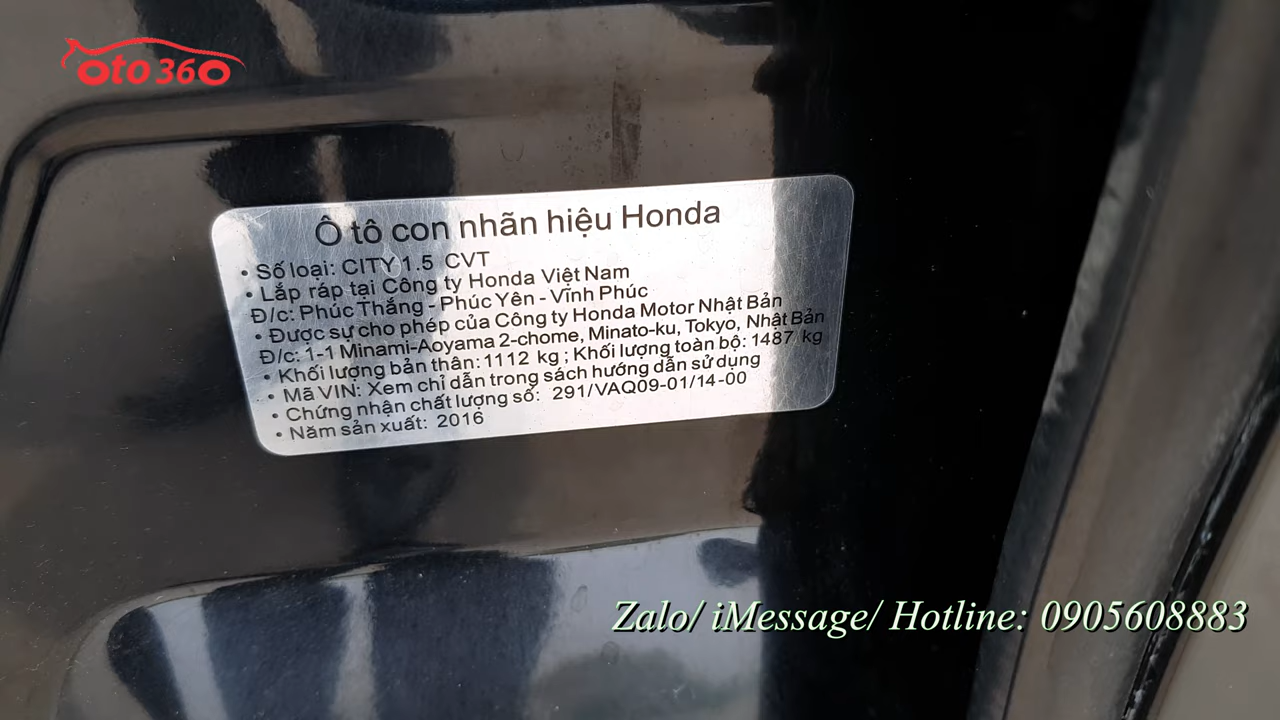 oto360
Ô tô con nhãn hiệu Honda
• Số loại: CITY 1.5 CVT
• Lắp ráp tại Công ty Honda Việt Nam
Đ/c: Phúc Thắng - Phúc Yên - Vĩnh Phúc
• Được sự cho phép của Công ty Honda Motor Nhật Bản
Đ/c: 1-1 Minami-Aoyama 2-chome, Minato-ku, Tokyo, Nhật Bản
• Khối lượng bản thân: 1112 kg ; Khối lượng toàn bộ: 1487 kg
• Mã VIN: Xem chỉ dẫn trong sách hướng dẫn sử dụng
• Chứng nhận chất lượng số: 291/VAQ09-01/14-00
• Năm sản xuất: 2016
Zalo/ iMessage/ Hotline: 0905608883